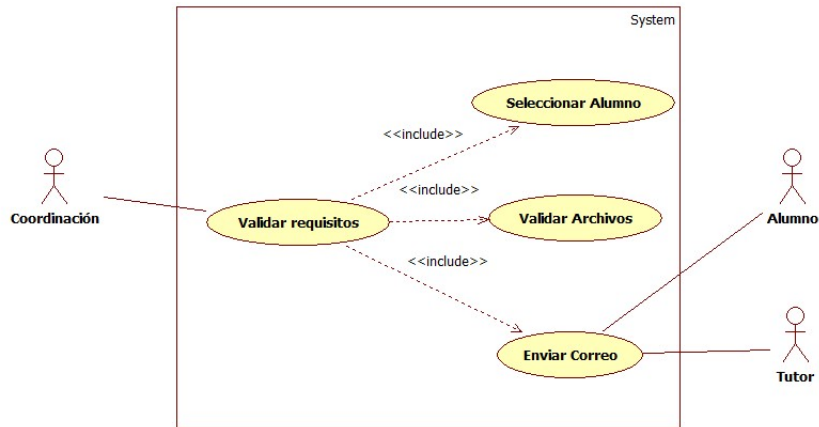 System
Seleccionar Alumno
<<include>>
Coordinación
Validar requisitos
<<include>>
Validar Archivos
Alumno
<<include>>
Enviar Correo
Tutor